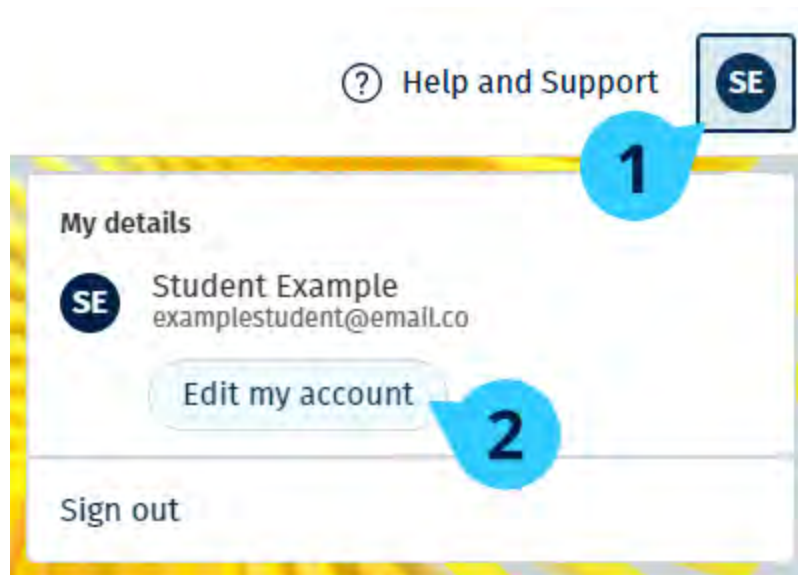 ? Help and Support SE
1
My details
SE Student Example
examplestudent@email.co
Edit my account
2
Sign out